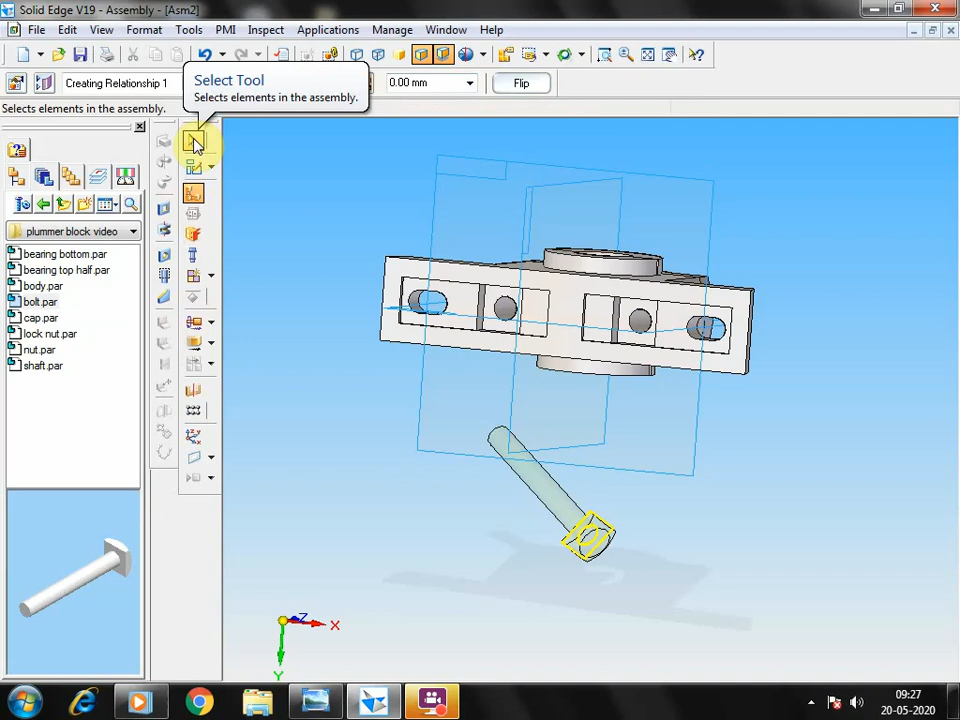 Solid Edge V19 - Assembly - [Asm2]
File Edit View Format Tools PMI Inspect Applications Manage Window Help
Creating Relationship 1
0.00 mm
Flip
Select Tool
Selects elements in the assembly.
Selects elements in the assembly.
plummer block video
bearing bottom.par
bearing top half.par
body.par
bolt.par
cap.par
lock nut.par
nut.par
shaft.par
Z
X
Y
09:27
20-05-2020